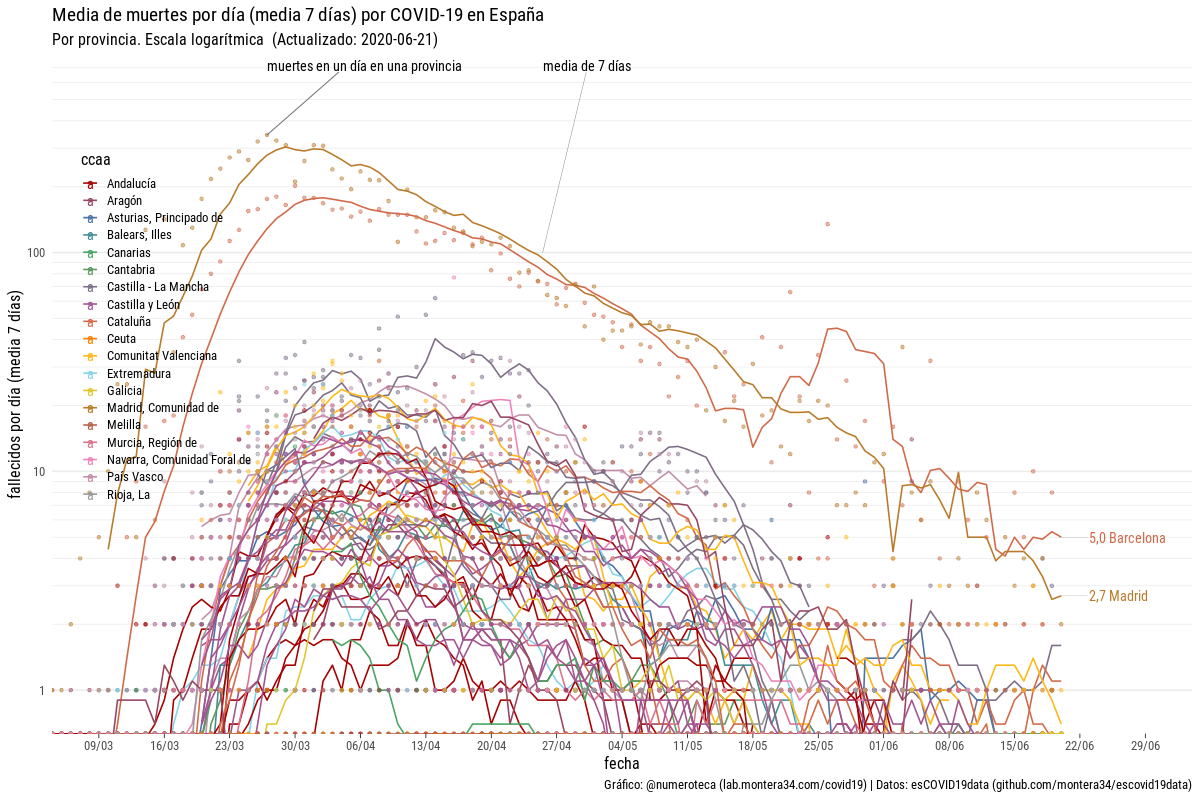 Media de muertes por día (media 7 días) por COVID-19 en España
Por provincia. Escala logarítmica (Actualizado: 2020-06-21)
muertes en un día en una provincia
media de 7 días
ccaa
Andalucía
Aragón
Asturias, Principado de
Balears, Illes
Canarias
Cantabria
Castilla - La Mancha
Castilla y León
Cataluña
Ceuta
Comunitat Valenciana
Extremadura
Galicia
Madrid, Comunidad de
Melilla
Murcia, Región de
Navarra, Comunidad Foral de
País Vasco
Rioja, La
100
10
1
fallecidos por día (media 7 días)
5,0 Barcelona
2,7 Madrid
09/03 16/03 23/03 30/03 06/04 13/04 20/04 27/04 04/05 11/05 18/05 25/05 01/06 08/06 15/06 22/06 29/06
fecha
Gráfico: @numeroteca (lab.montera34.com/covid19) | Datos: esCOVID19data (github.com/montera34/escovid19data)